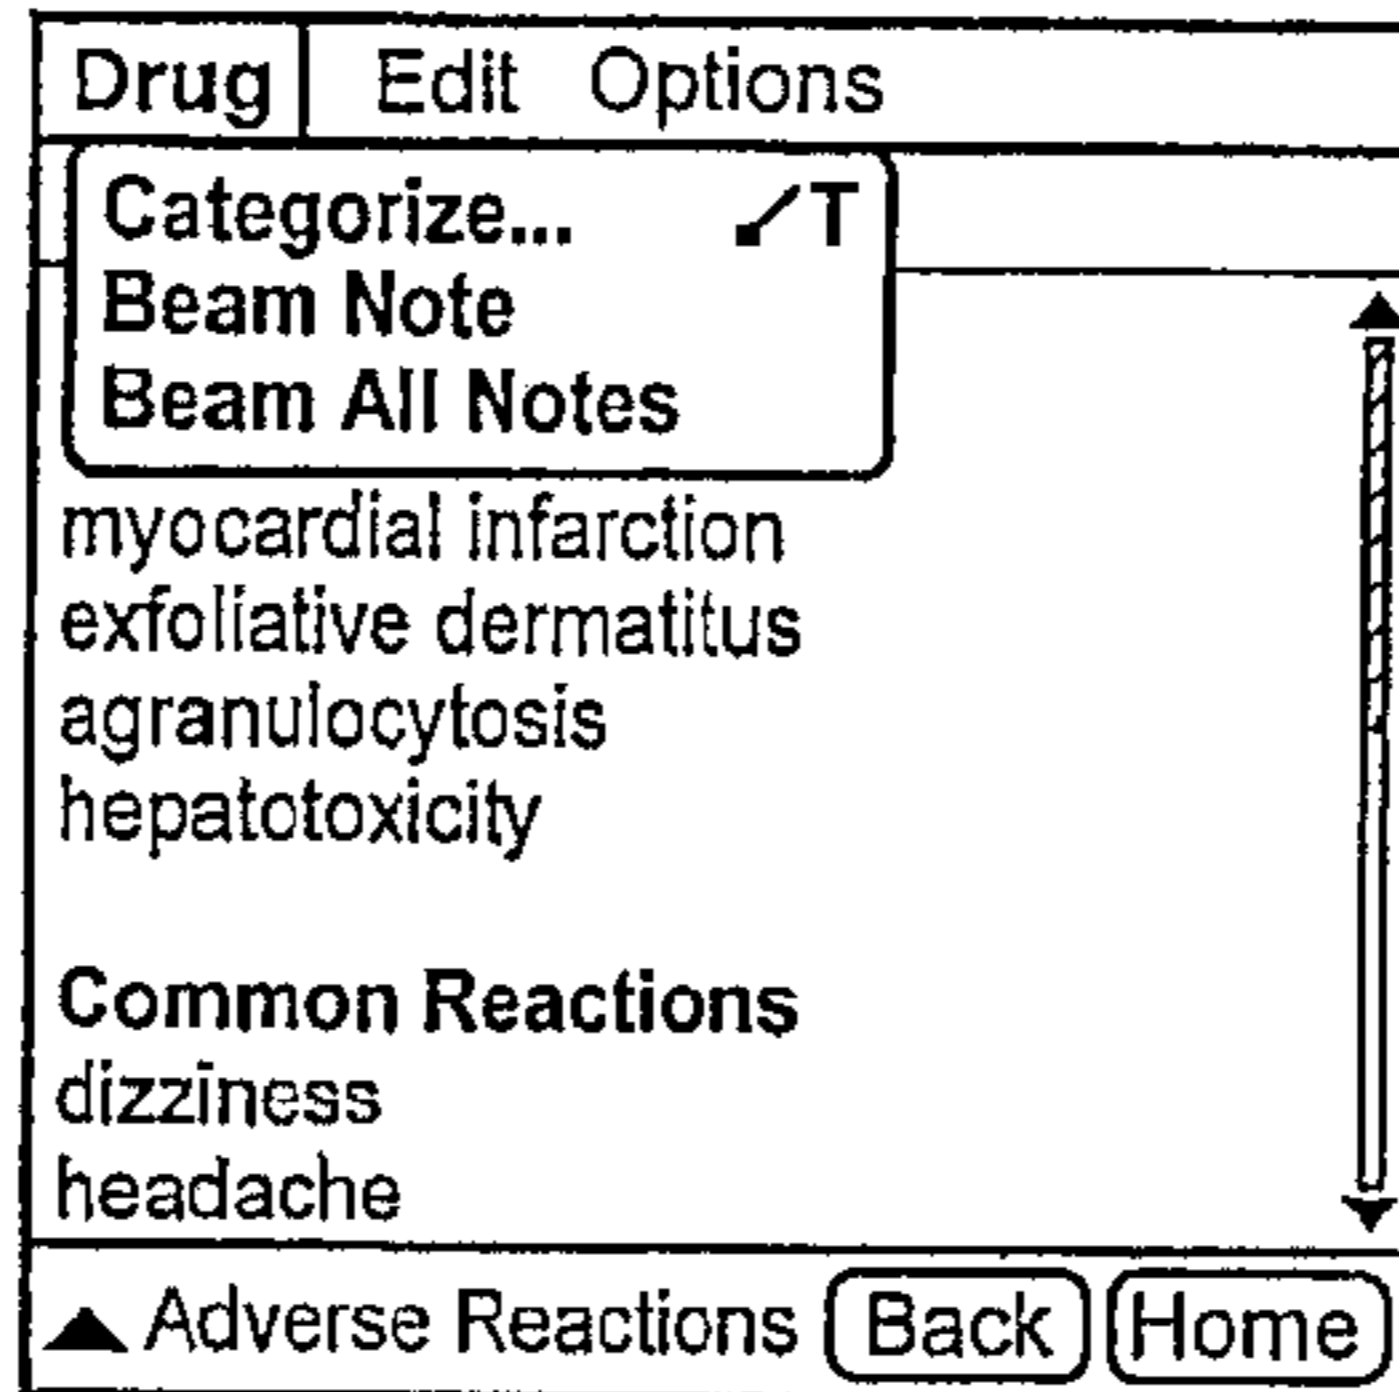 Drug Edit Options
Categorize... T
Beam Note
Beam All Notes
myocardial infarction
exfoliative dermatitus
agranulocytosis
hepatotoxicity
Common Reactions
dizziness
headache
Adverse Reactions Back Home